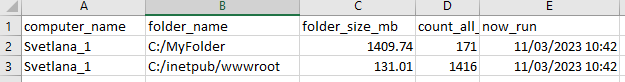 A B C D E
1 computer_name folder_name folder_size_mb count_all_ now_run
2 Svetlana_1 C:/MyFolder 1409.74 171 11/03/2023 10:42
3 Svetlana_1 C:/inetpub/wwwroot 131.01 1416 11/03/2023 10:42